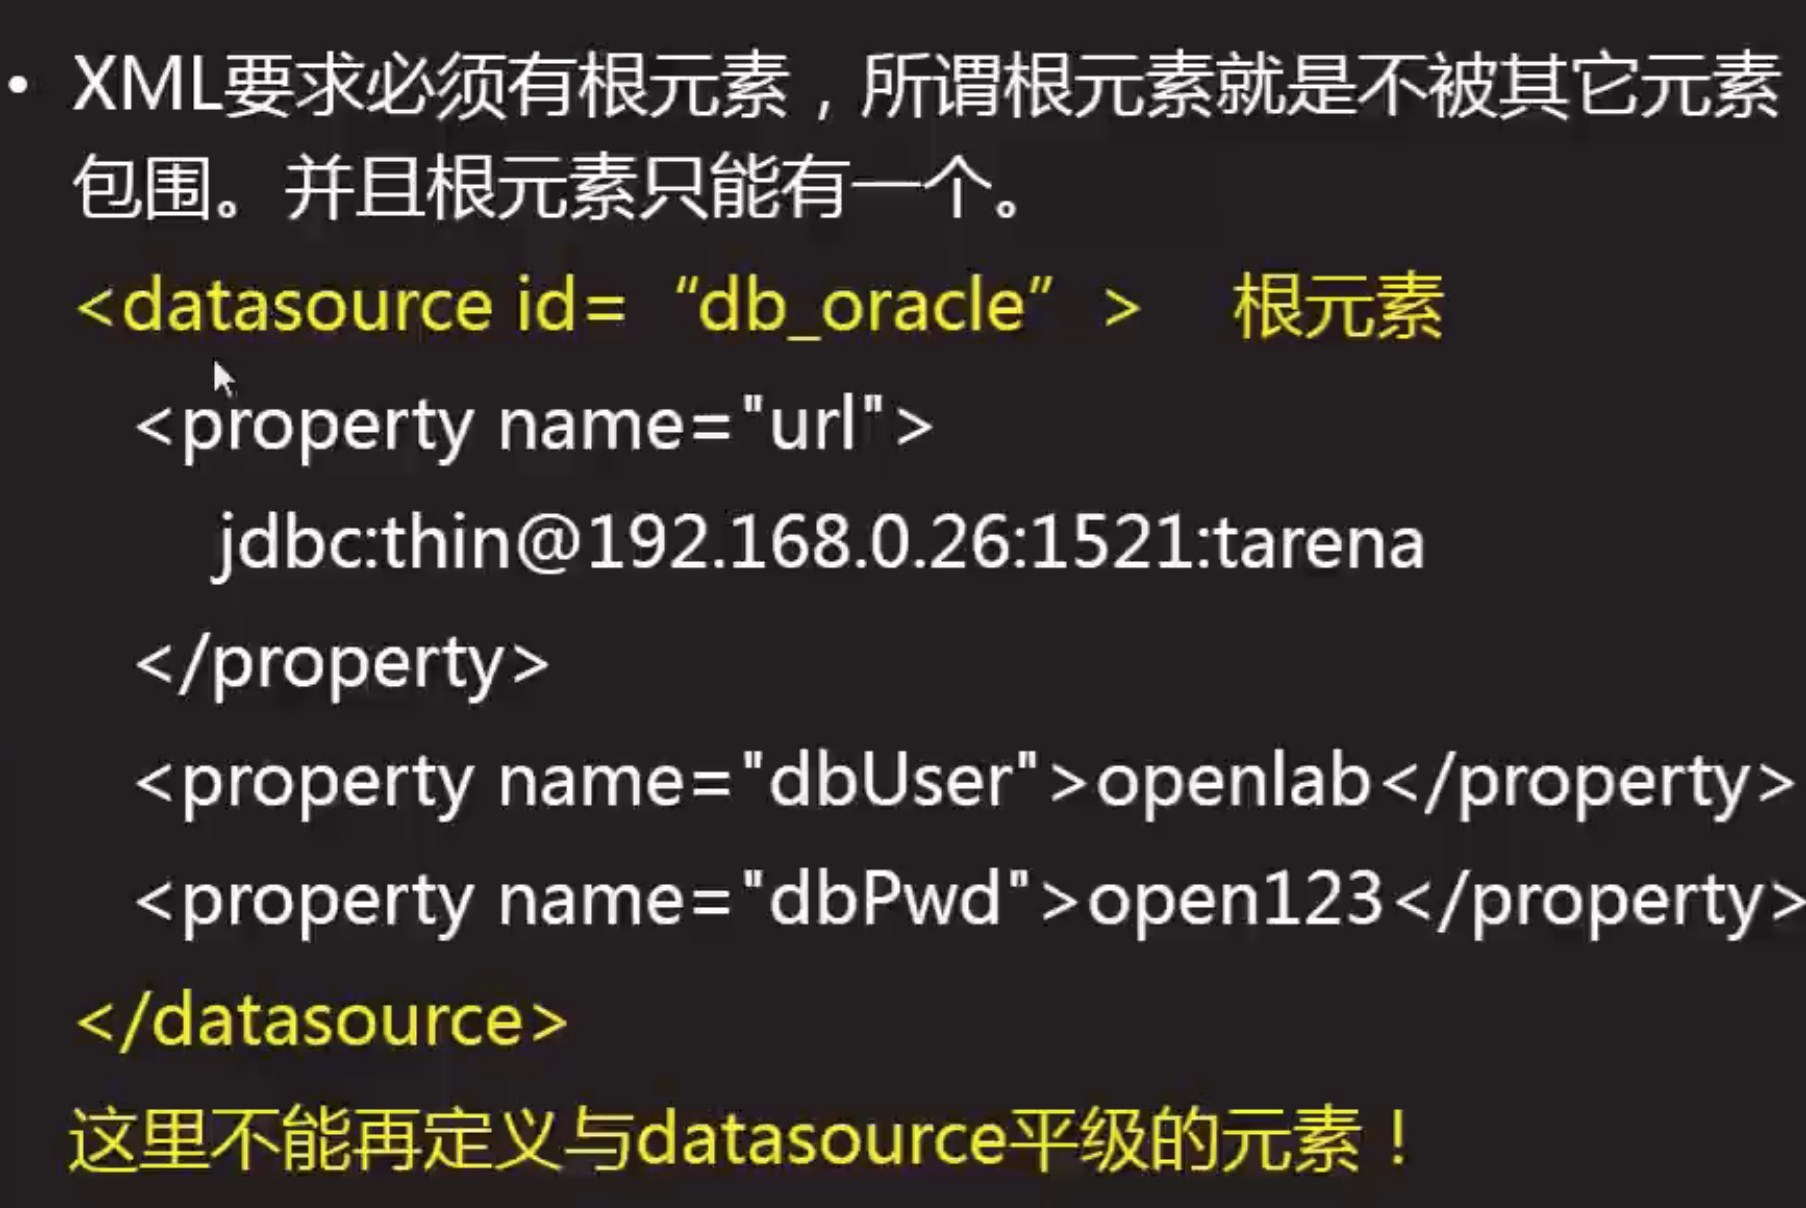 • XML要求必须有根元素，所谓根元素就是不被其它元素
包围。并且根元素只能有一个。
<datasource id= “db_oracle” > 根元素
<property name="url">
jdbc:thin@192.168.0.26:1521:tarena
</property>
<property name="dbUser">openlab</property>
<property name="dbPwd">open123</property>
</datasource>
这里不能再定义与datasource平级的元素！